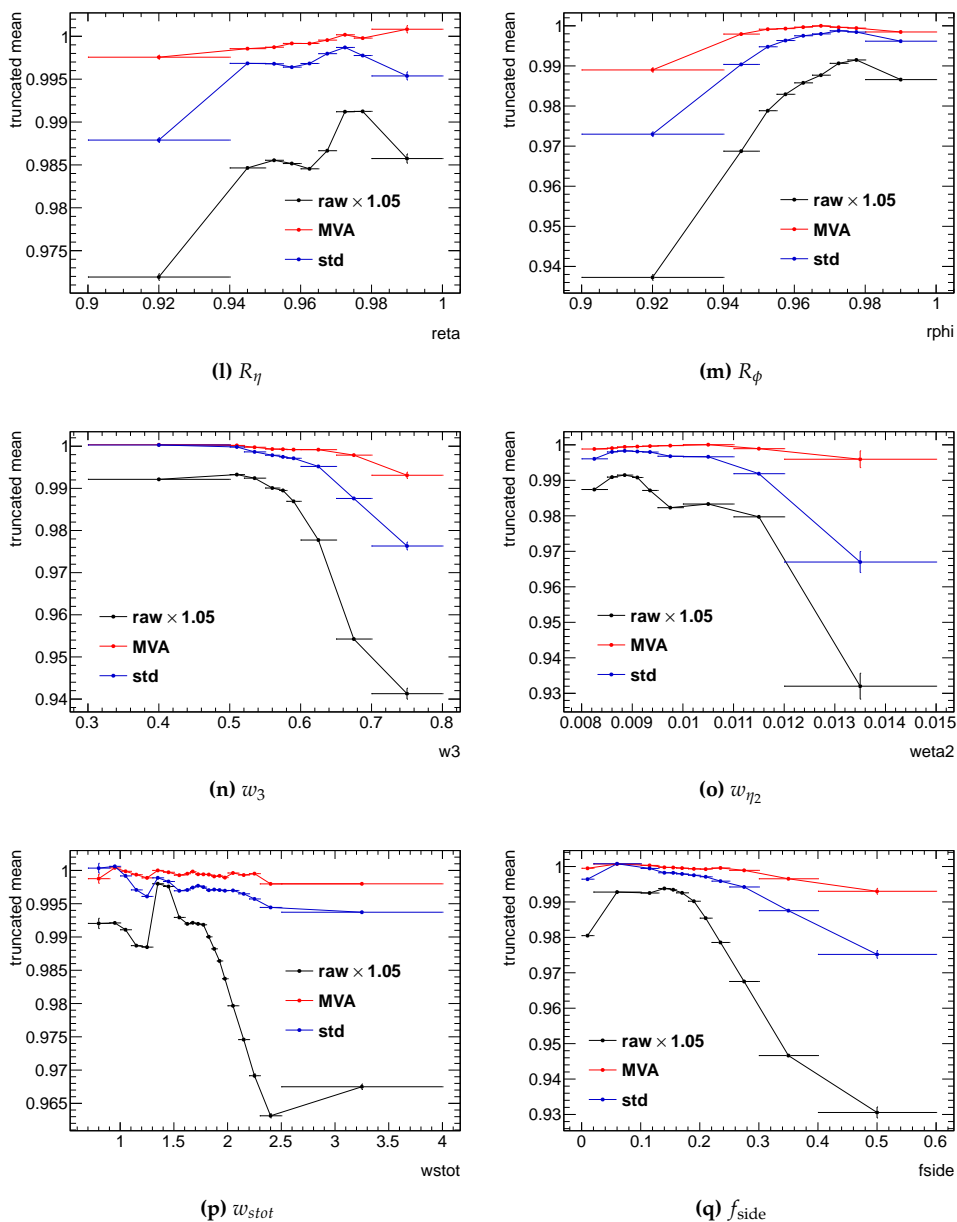 truncated mean
1
0.995
0.99
0.985
0.98
0.975
raw × 1.05
MVA
std
0.9 0.92 0.94 0.96 0.98 1
reta
(l) Rη
truncated mean
1
0.99
0.98
0.97
0.96
0.95
0.94
raw × 1.05
MVA
std
0.9 0.92 0.94 0.96 0.98 1
rphi
(m) Rϕ
truncated mean
1
0.99
0.98
0.97
0.96
0.95
0.94
raw × 1.05
MVA
std
0.3 0.4 0.5 0.6 0.7 0.8
w3
(n) w3
truncated mean
1
0.99
0.98
0.97
0.96
0.95
0.94
0.93
raw × 1.05
MVA
std
0.008 0.009 0.01 0.011 0.012 0.013 0.014 0.015
weta2
(o) wη2
truncated mean
1
0.995
0.99
0.985
0.98
0.975
0.97
0.965
raw × 1.05
MVA
std
1 1.5 2 2.5 3 3.5 4
wstot
(p) wstot
truncated mean
1
0.99
0.98
0.97
0.96
0.95
0.94
0.93
raw × 1.05
MVA
std
0 0.1 0.2 0.3 0.4 0.5 0.6
fside
(q) fside